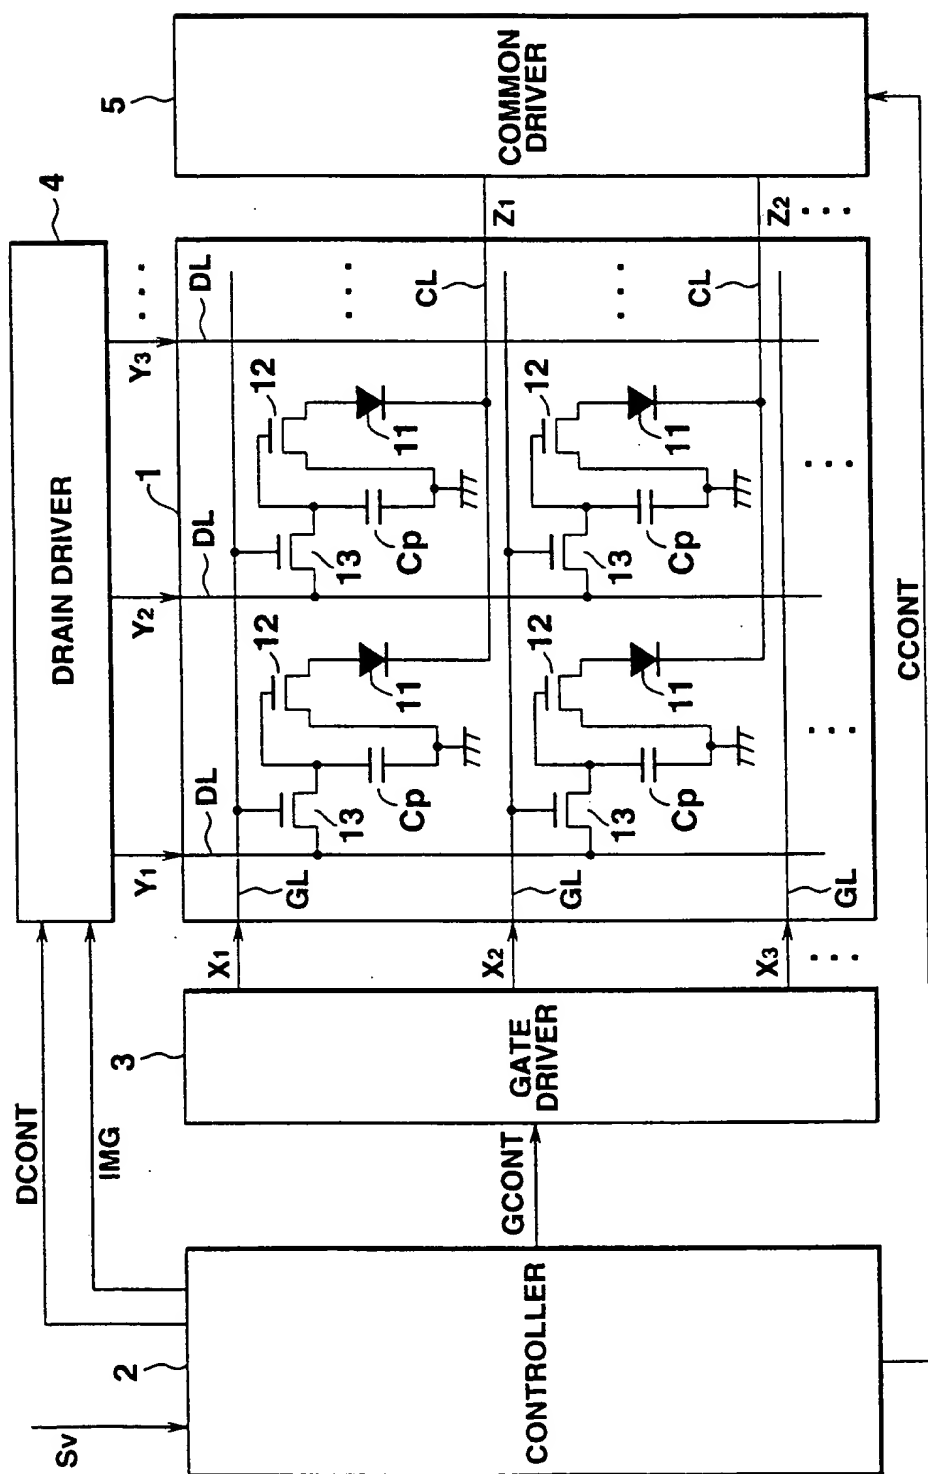 Sv
2
CONTROLLER
DCONT
IMG
GCONT
3
GATE
DRIVER
X1
X2
X3
...
DRAIN DRIVER
4
Y1
Y2
Y3
...
1
DL
DL
DL
GL
GL
GL
13
Cp
12
11
13
Cp
12
11
...
CL
13
Cp
12
11
13
Cp
12
11
...
CL
...
...
Z1
Z2
...
5
COMMON
DRIVER
CCONT